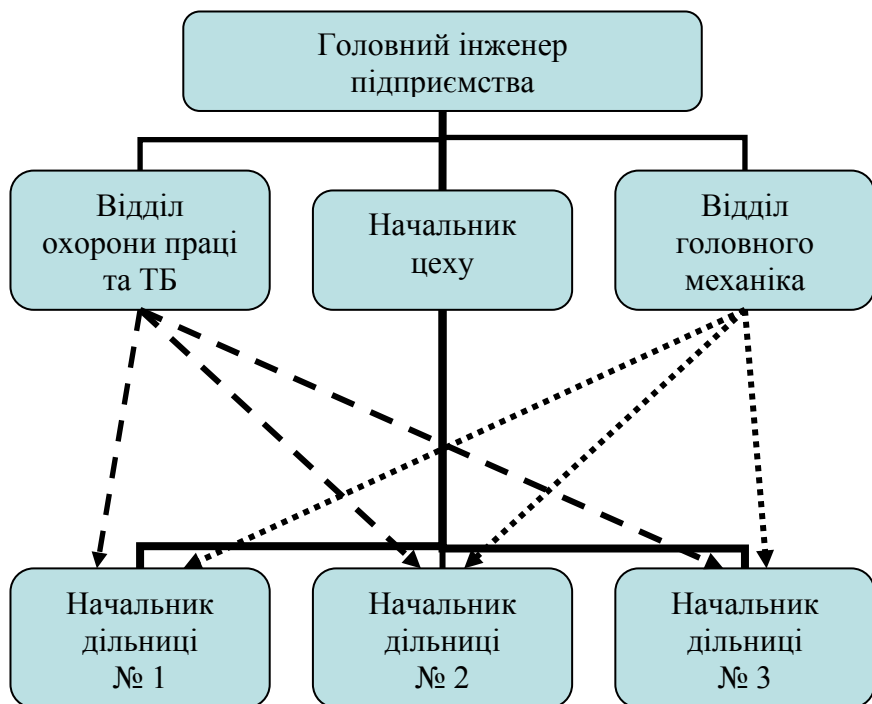 Головний інженер
підприємства
Відділ
охорони праці
та ТБ
Начальник
цеху
Відділ
головного
механіка
Начальник
дільниці
№ 1
Начальник
дільниці
№ 2
Начальник
дільниці
№ 3